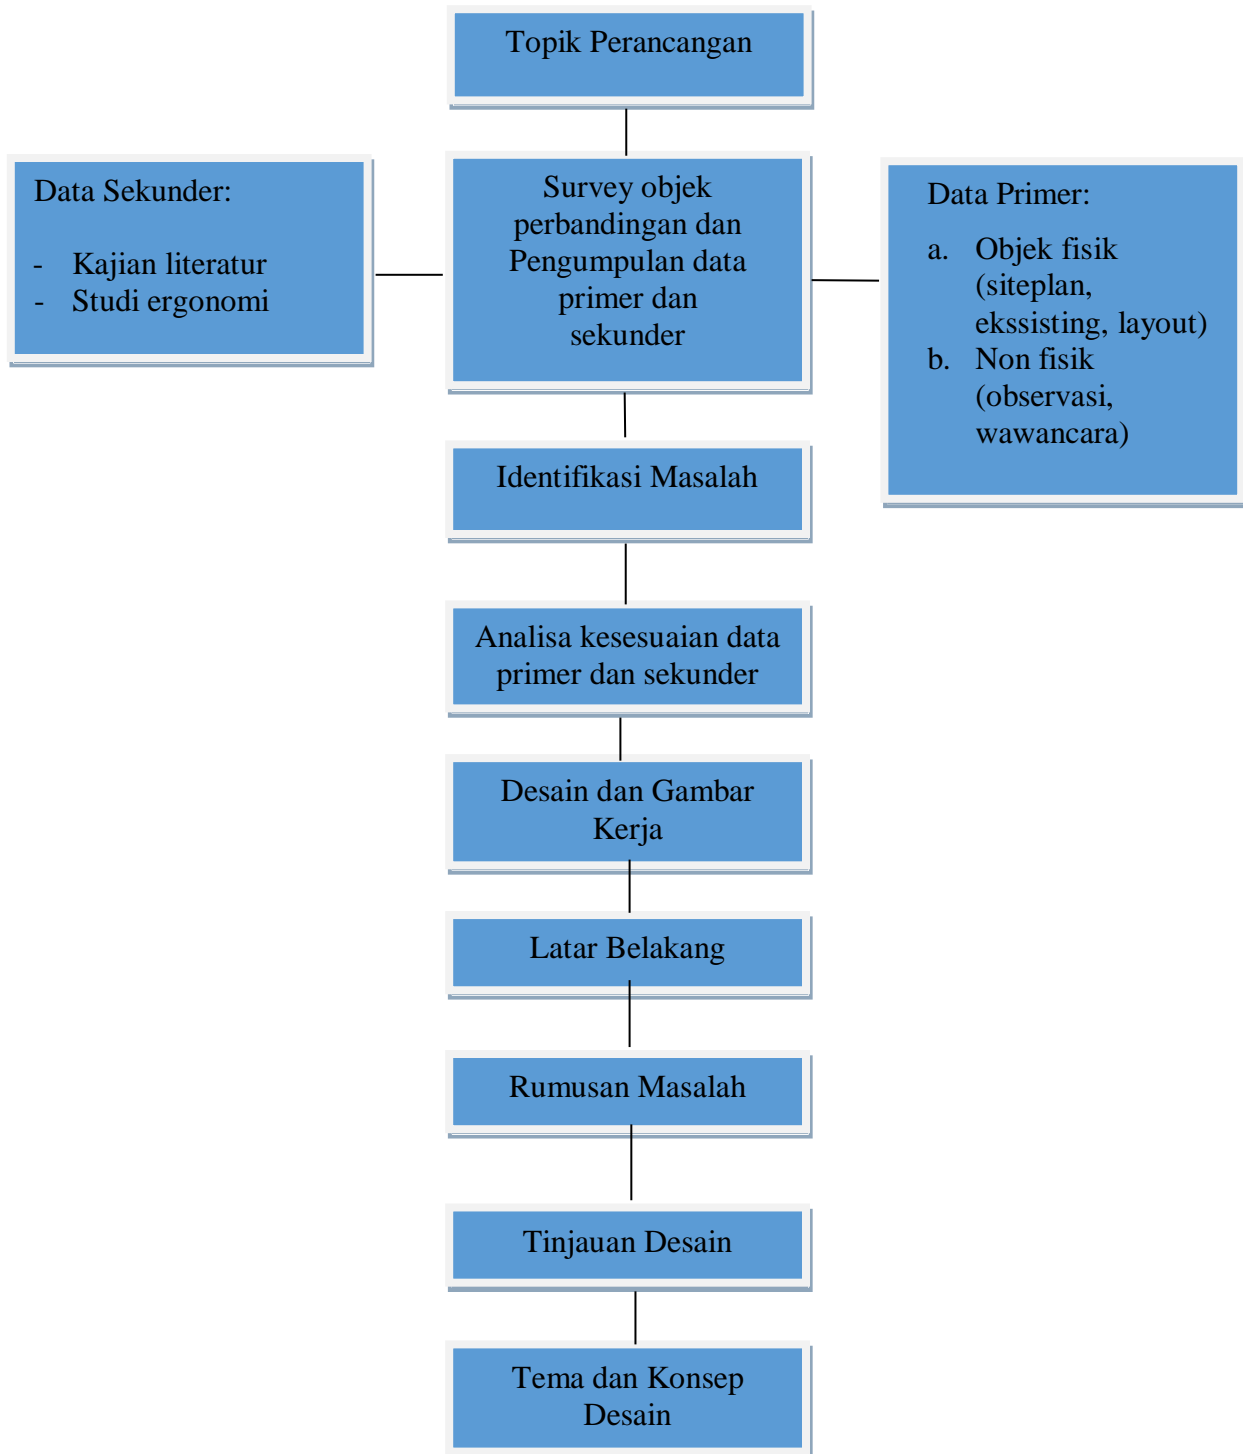 Topik Perancangan
Data Sekunder:
- Kajian literatur
- Studi ergonomi
Survey objek
perbandingan dan
Pengumpulan data
primer dan
sekunder
Data Primer:
a. Objek fisik
(siteplan,
ekssisting, layout)
b. Non fisik
(observasi,
wawancara)
Identifikasi Masalah
Analisa kesesuaian data
primer dan sekunder
Desain dan Gambar
Kerja
Latar Belakang
Rumusan Masalah
Tinjauan Desain
Tema dan Konsep
Desain